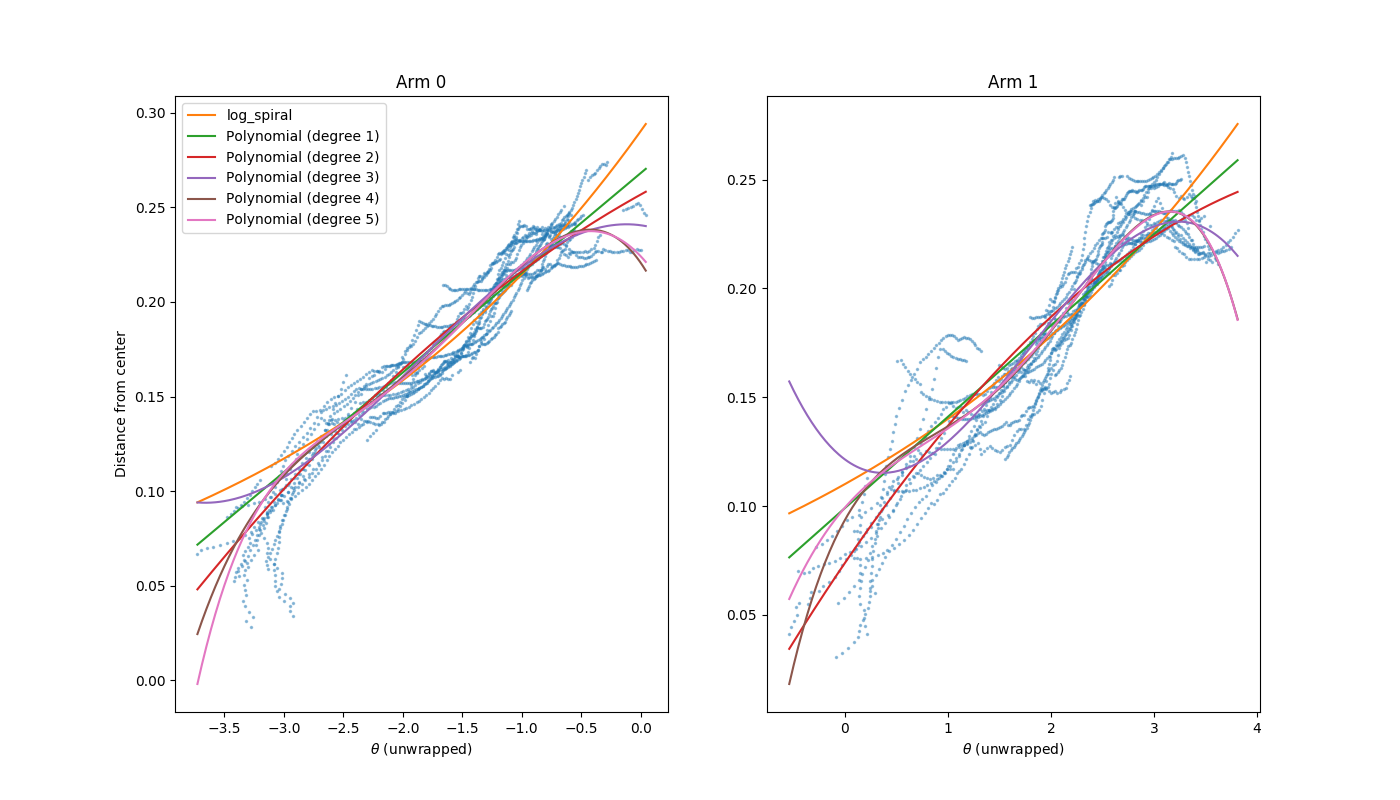 Arm 0
Arm 1
log_spiral
Polynomial (degree 1)
Polynomial (degree 2)
Polynomial (degree 3)
Polynomial (degree 4)
Polynomial (degree 5)
Distance from center
0.30
0.25
0.20
0.15
0.10
0.05
0.00
−3.5 −3.0 −2.5 −2.0 −1.5 −1.0 −0.5 0.0
θ (unwrapped)
0.25
0.20
0.15
0.10
0.05
0 1 2 3 4
θ (unwrapped)